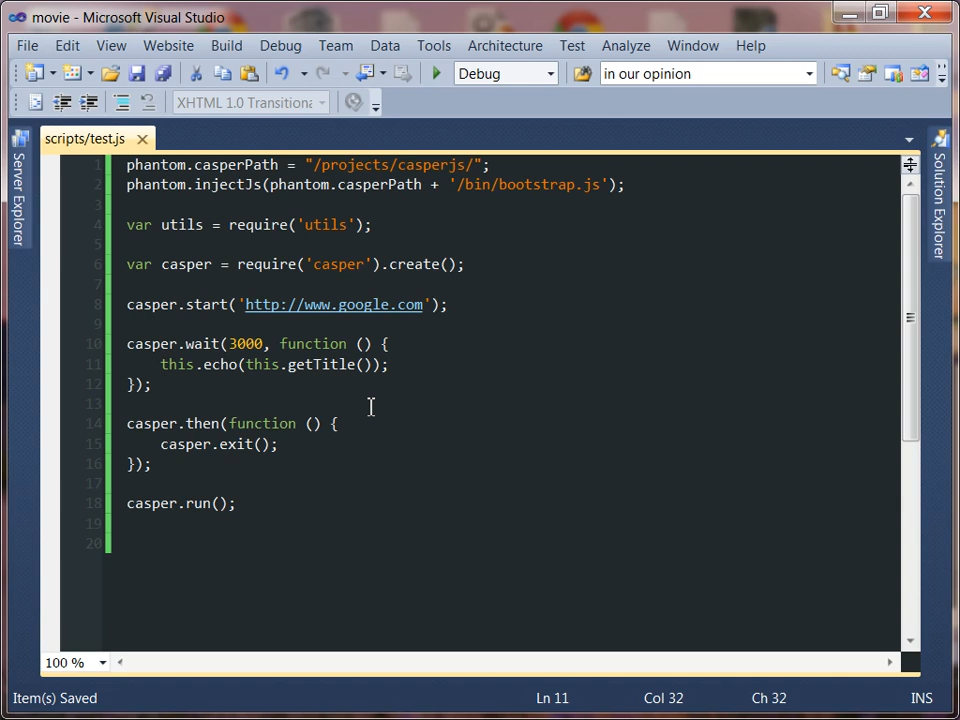 movie - Microsoft Visual Studio
File Edit View Website Build Debug Team Data Tools Architecture Test Analyze Window Help
Debug in our opinion
XHTML 1.0 Transitiona
scripts/test.js
Server Explorer
Solution Explorer
1 phantom.casperPath = "/projects/casperjs/";
2 phantom.injectJs(phantom.casperPath + '/bin/bootstrap.js');
3
4 var utils = require('utils');
5
6 var casper = require('casper').create();
7
8 casper.start('http://www.google.com');
9
10 casper.wait(3000, function () {
11 this.echo(this.getTitle());
12 });
13
14 casper.then(function () {
15 casper.exit();
16 });
17
18 casper.run();
19
20
100 %
Item(s) Saved Ln 11 Col 32 Ch 32 INS